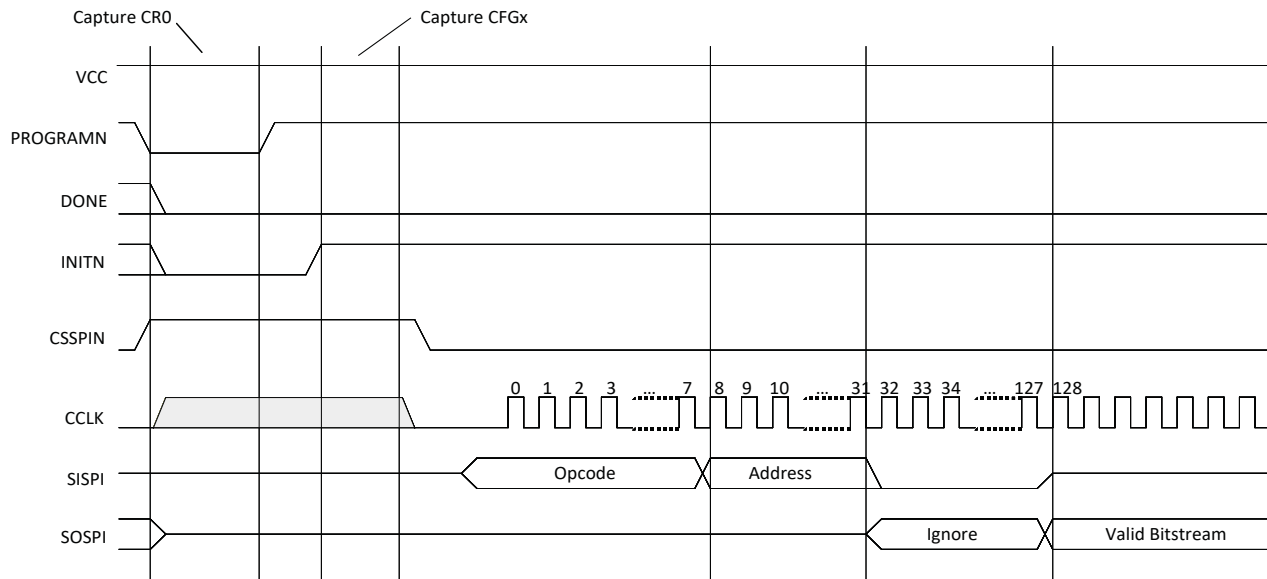 Capture CR0 Capture CFGx
VCC
PROGRAMN
DONE
INITN
CSSPIN
0 1 2 3 ... 7 8 9 10 ... 31 32 33 34 ... 127 128
CCLK
SISPI Opcode Address
SOSPI Ignore Valid Bitstream